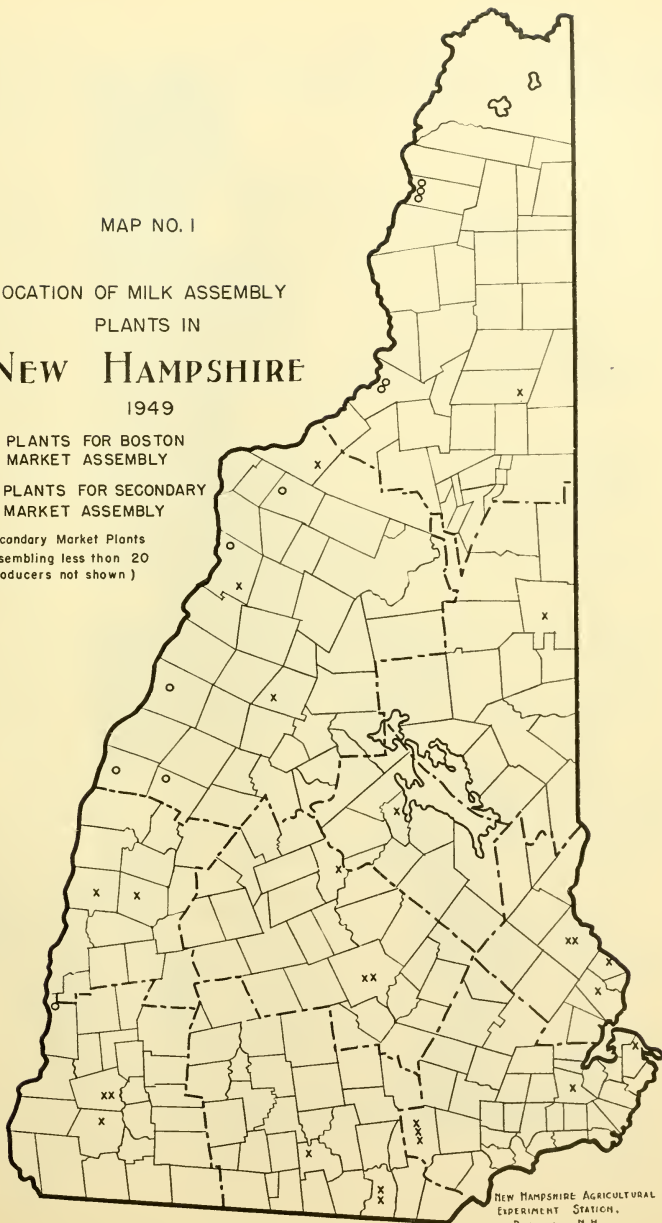 MAP NO. I
OCATION OF MILK ASSEMBLY
PLANTS IN
NEW HAMPSHIRE
1949
PLANTS FOR BOSTON
MARKET ASSEMBLY
PLANTS FOR SECONDARY
MARKET ASSEMBLY
condary Market Plants
sembling less than 20
oducers not shown )
NEW HAMPSHIRE AGRICULTURAL
EXPERIMENT STATION,
N.H.